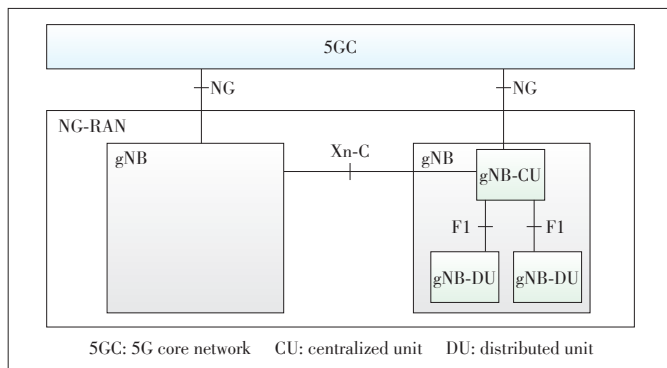 5GC
NG
NG
NG-RAN
gNB
Xn-C
gNB
gNB-CU
F1
F1
gNB-DU
gNB-DU
5GC: 5G core network CU: centralized unit DU: distributed unit